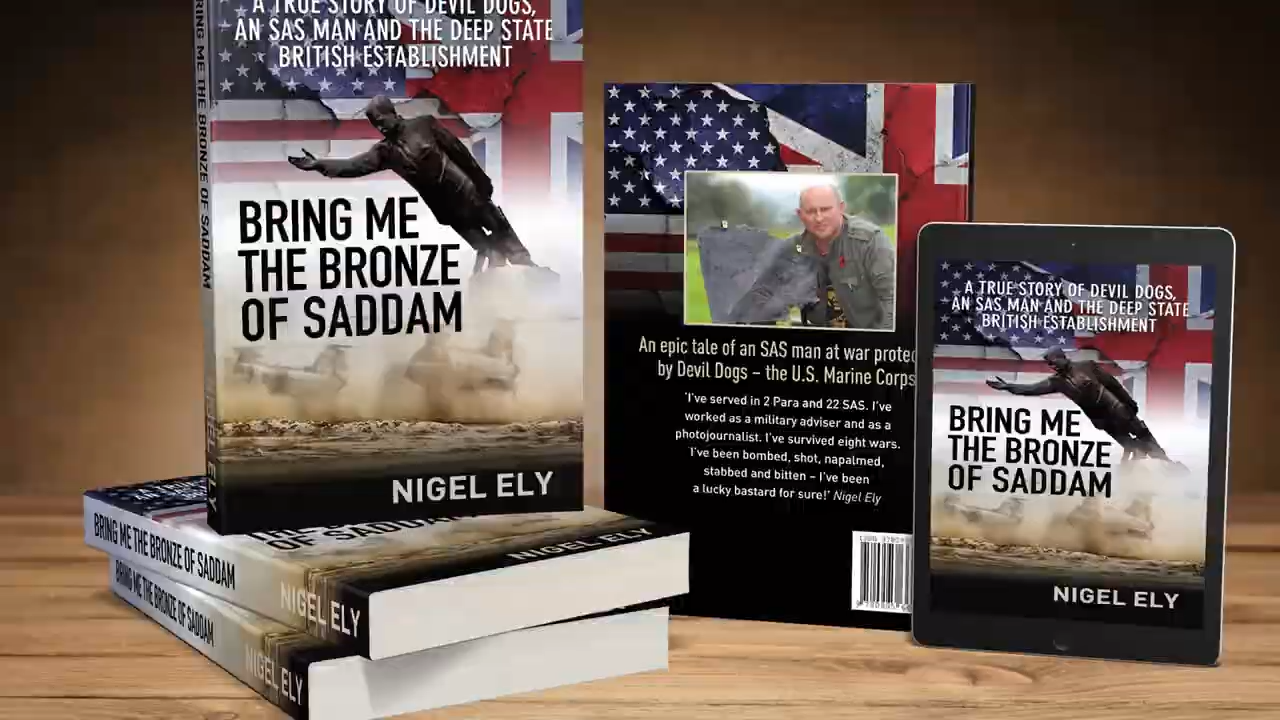 A TRUE STORY OF DEVIL DOGS,
AN SAS MAN AND THE DEEP STATE
BRITISH ESTABLISHMENT
BRING ME
THE BRONZE
OF SADDAM
NIGEL ELY
BRING ME THE BRONZE OF SADDAM
ELY
OF SADDAM
NIGEL ELY
BRING ME THE BRONZE OF SADDAM
NIGEL ELY
BRING ME THE BRONZE OF SADDAM
NIGEL ELY
An epic tale of an SAS man at war
by Devil Dogs – the U.S. Marine Corps
'I've served in 2 Para and 22 SAS. I've
worked as a military adviser and as a
photojournalist. I've survived eight wars.
I've been bombed, shot, napalmed,
stabbed and bitten – I've been
a lucky bastard for sure!' Nigel Ely
A TRUE STORY OF DEVIL DOGS,
AN SAS MAN AND THE DEEP STATE
BRITISH ESTABLISHMENT
BRING ME
THE BRONZE
OF SADDAM
NIGEL ELY